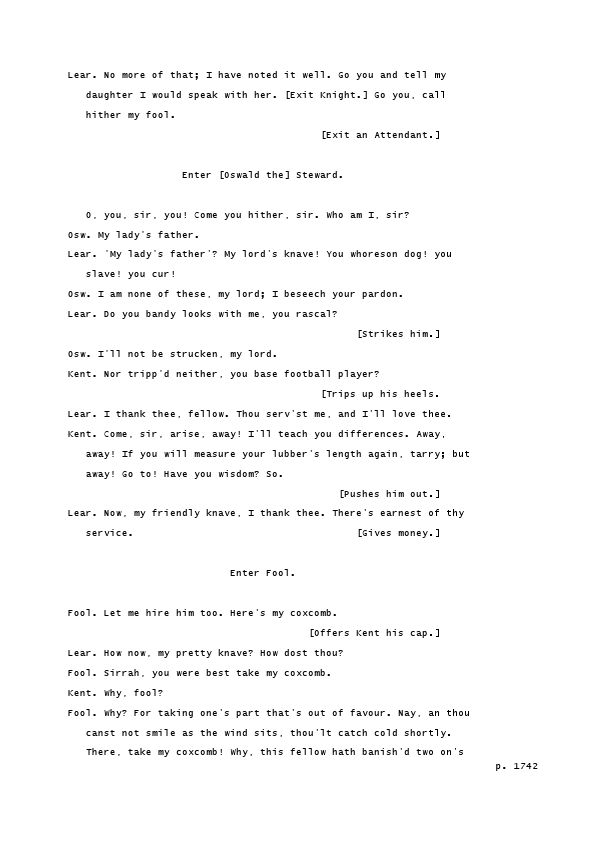 Lear. No more of that; I have noted it well. Go you and tell my
daughter I would speak with her. [Exit Knight.] Go you, call
hither my fool.
[Exit an Attendant.]
Enter [Oswald the] Steward.
O, you, sir, you! Come you hither, sir. Who am I, sir?
Osw. My lady's father.
Lear. 'My lady's father'? My lord's knave! You whoreson dog! you
slave! you cur!
Osw. I am none of these, my lord; I beseech your pardon.
Lear. Do you bandy looks with me, you rascal?
[Strikes him.]
Osw. I'll not be strucken, my lord.
Kent. Nor tripp'd neither, you base football player?
[Trips up his heels.
Lear. I thank thee, fellow. Thou serv'st me, and I'll love thee.
Kent. Come, sir, arise, away! I'll teach you differences. Away,
away! If you will measure your lubber's length again, tarry; but
away! Go to! Have you wisdom? So.
[Pushes him out.]
Lear. Now, my friendly knave, I thank thee. There's earnest of thy
service. [Gives money.]
Enter Fool.
Fool. Let me hire him too. Here's my coxcomb.
[Offers Kent his cap.]
Lear. How now, my pretty knave? How dost thou?
Fool. Sirrah, you were best take my coxcomb.
Kent. Why, fool?
Fool. Why? For taking one's part that's out of favour. Nay, an thou
canst not smile as the wind sits, thou'lt catch cold shortly.
There, take my coxcomb! Why, this fellow hath banish'd two on's
p. 1742